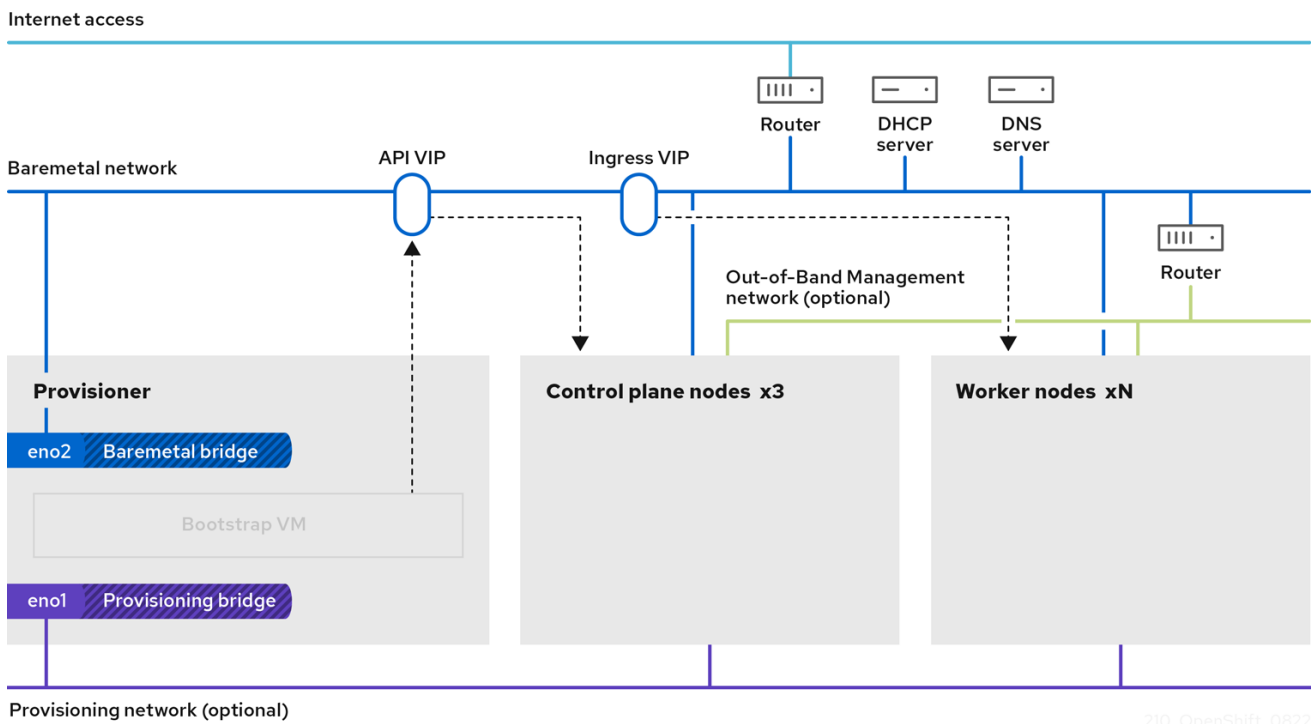 Internet access
Router
DHCP
server
DNS
server
Baremetal network
API VIP
Ingress VIP
Router
Out-of-Band Management
network (optional)
Provisioner
Control plane nodes x3
Worker nodes xN
eno2
Baremetal bridge
Bootstrap VM
eno1
Provisioning bridge
Provisioning network (optional)
210_OpenShift_0822